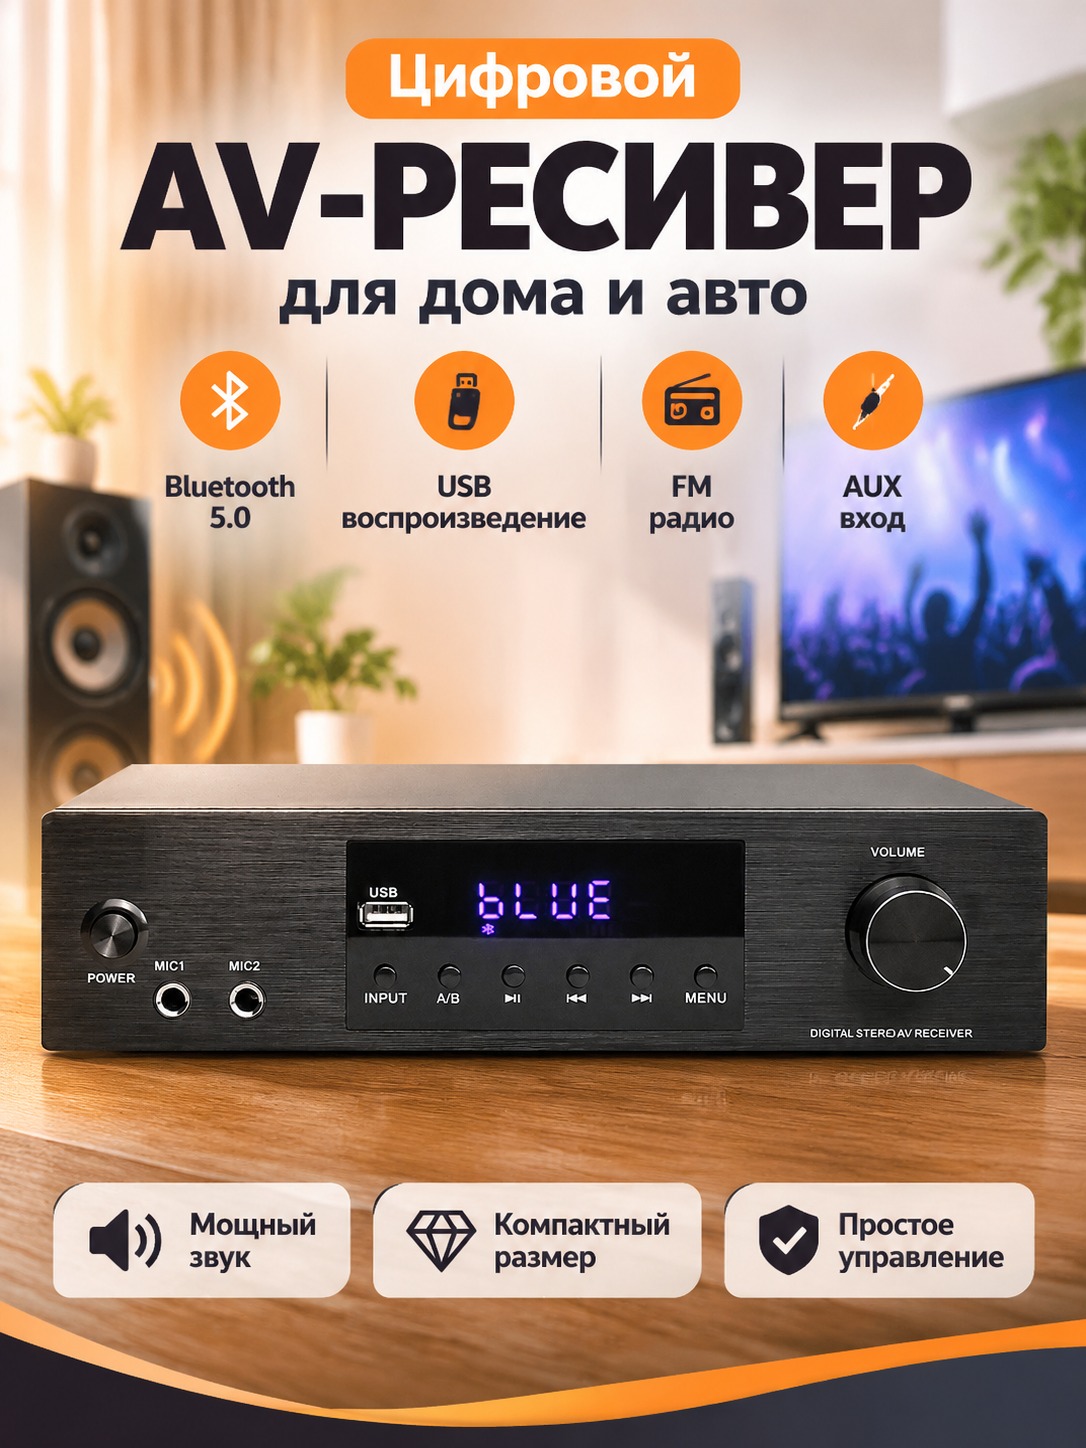 Цифровой
AV-РЕСИВЕР
для дома и авто
Bluetooth
5.0
USB
воспроизведение
FM
радио
AUX
вход
VOLUME
USB
bLUE
POWER
MIC1
MIC2
INPUT
A/B
MENU
DIGITAL STEREO AV RECEIVER
Мощный
звук
Компактный
размер
Простое
управление